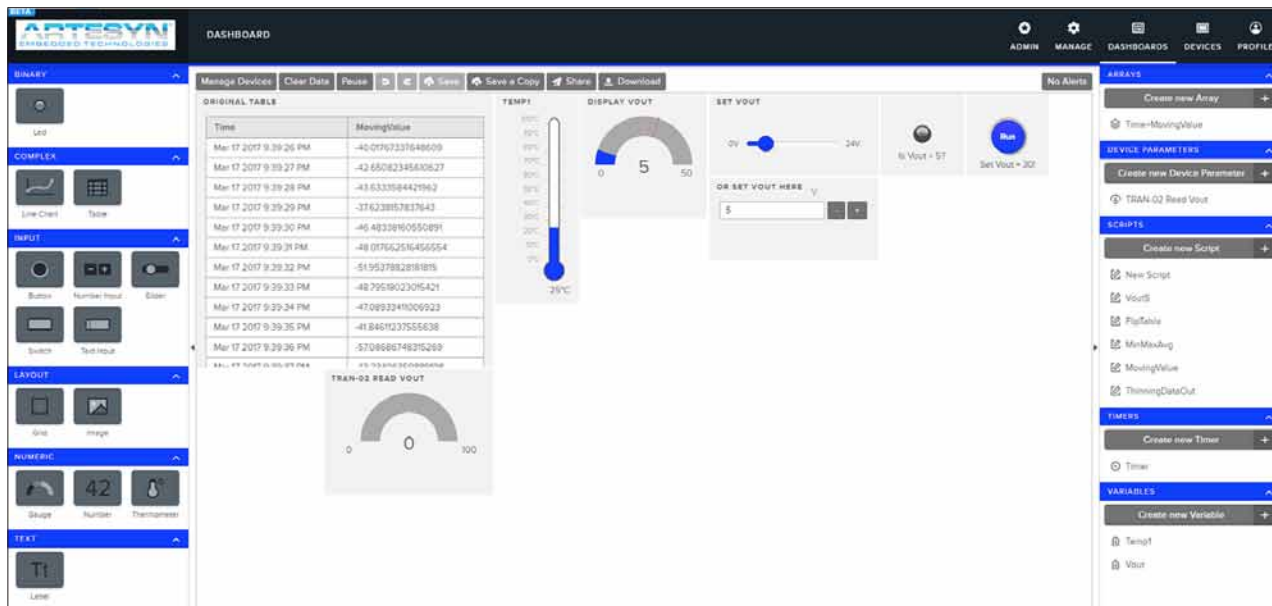 BETA
ARTESYN
EMBEDDED TECHNOLOGIES
DASHBOARD
ADMIN
MANAGE
DASHBOARDS
DEVICES
PROFILE
BINARY
Led
COMPLEX
Line Chart
Table
INPUT
Button
Number Input
Slider
Switch
Text Input
LAYOUT
Grid
Image
NUMERIC
42
Gauge
Number
Thermometer
TEXT
Tt
Label
Manage Devices
Clear Data
Pause
Save
Save a Copy
Share
Download
No Alerts
ORIGINAL TABLE
Time MovingValue
Mar 17 2017 9:39:26 PM -40.01767337648609
Mar 17 2017 9:39:27 PM -42.65082345610627
Mar 17 2017 9:39:28 PM -43.6333584421962
Mar 17 2017 9:39:29 PM -37.6238157837643
Mar 17 2017 9:39:30 PM -46.48338160550891
Mar 17 2017 9:39:31 PM -48.017662516456554
Mar 17 2017 9:39:32 PM -51.95378828181815
Mar 17 2017 9:39:33 PM -48.79519023015421
Mar 17 2017 9:39:34 PM -47.08933411006923
Mar 17 2017 9:39:35 PM -41.84611237555638
Mar 17 2017 9:39:36 PM -57.08686748315269
TEMP1
25°C
DISPLAY VOUT
5
0
50
SET VOUT
0V
24V
OR SET VOUT HERE
V
5
- +
Is Vout = 5?
Run
Set Vout = 30!
TRAN-02 READ VOUT
0
0
100
ARRAYS
Create new Array +
Time+MovingValue
DEVICE PARAMETERS
Create new Device Parameter +
TRAN-02 Read Vout
SCRIPTS
Create new Script +
New Script
Vout5
FlipTable
MinMaxAvg
MovingValue
ThinningDataOut
TIMERS
Create new Timer +
Timer
VARIABLES
Create new Variable +
Temp1
Vout